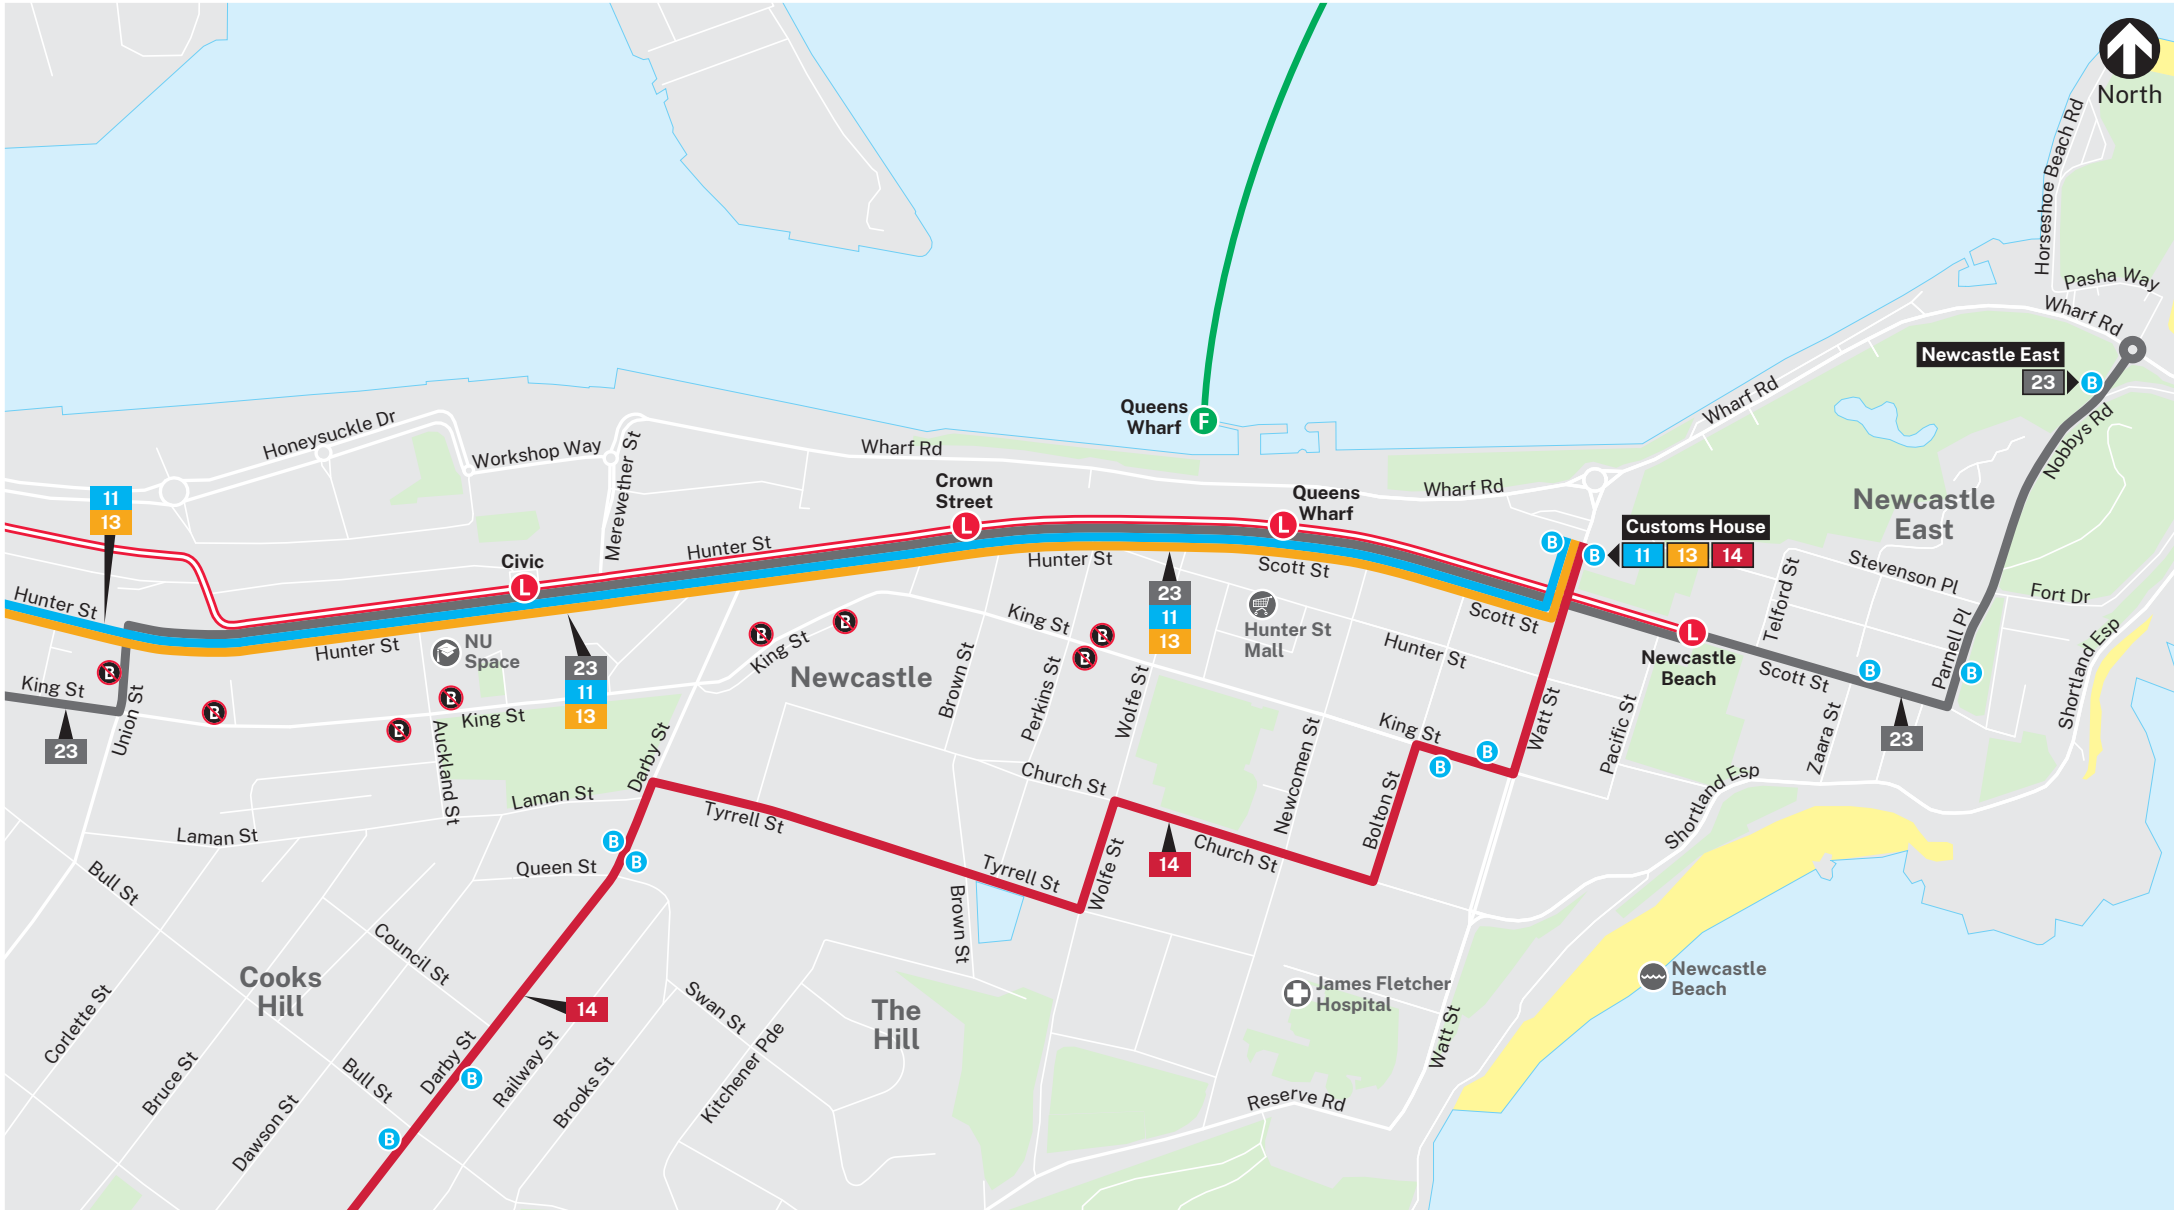 North
Horseshoe Beach Rd
Pasha Way
Wharf Rd
Newcastle East
23
B
Nobbys Rd
Wharf Rd
Queens
Wharf
F
Honeysuckle Dr
Workshop Way
Merewether St
Wharf Rd
Crown
Street
L
Queens
Wharf
L
Wharf Rd
Newcastle
East
11
13
Customs House
B
B
11
13
14
Hunter St
Civic
L
Hunter St
Hunter St
Scott St
Scott St
Telford St
Stevenson Pl
Fort Dr
Parnell Pl
Shortland Esp
Hunter St
NU
Space
23
11
13
King St
B
B
Newcastle
King St
B
B
23
11
13
Hunter St
Mall
Hunter St
L
Newcastle
Beach
Scott St
B
B
King St
B
23
Union St
B
B
B
King St
Auckland St
Darby St
Brown St
Perkins St
Wolfe St
Newcomen St
King St
B
B
Watt St
Pacific St
Zaara St
23
Laman St
Laman St
Tyrrell St
Church St
Bolton St
Shortland Esp
B
B
Queen St
Tyrrell St
Wolfe St
14
Church St
Bull St
Council St
Brown St
Cooks
Hill
14
Swan St
The
Hill
James Fletcher
Hospital
Newcastle
Beach
Corlette St
Bruce St
Dawson St
Bull St
Darby St
B
B
Railway St
Brooks St
Kitchener Pde
Watt St
Reserve Rd